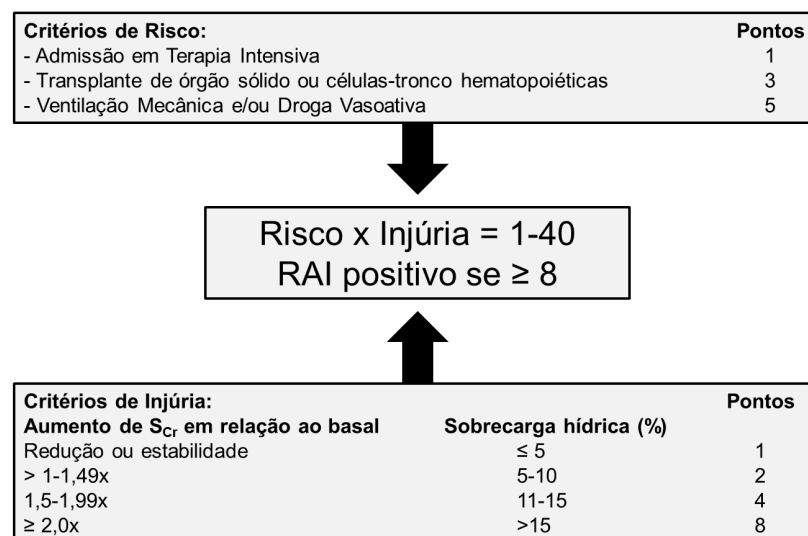 Critérios de Risco: Pontos
- Admissão em Terapia Intensiva 1
- Transplante de órgão sólido ou células-tronco hematopoiéticas 3
- Ventilação Mecânica e/ou Droga Vasoativa 5
Risco x Injúria = 1-40
RAI positivo se ≥ 8
Critérios de Injúria: Pontos
Aumento de SCr em relação ao basal Sobrecarga hídrica (%)
Redução ou estabilidade ≤ 5 1
> 1-1,49x 5-10 2
1,5-1,99x 11-15 4
≥ 2,0x >15 8